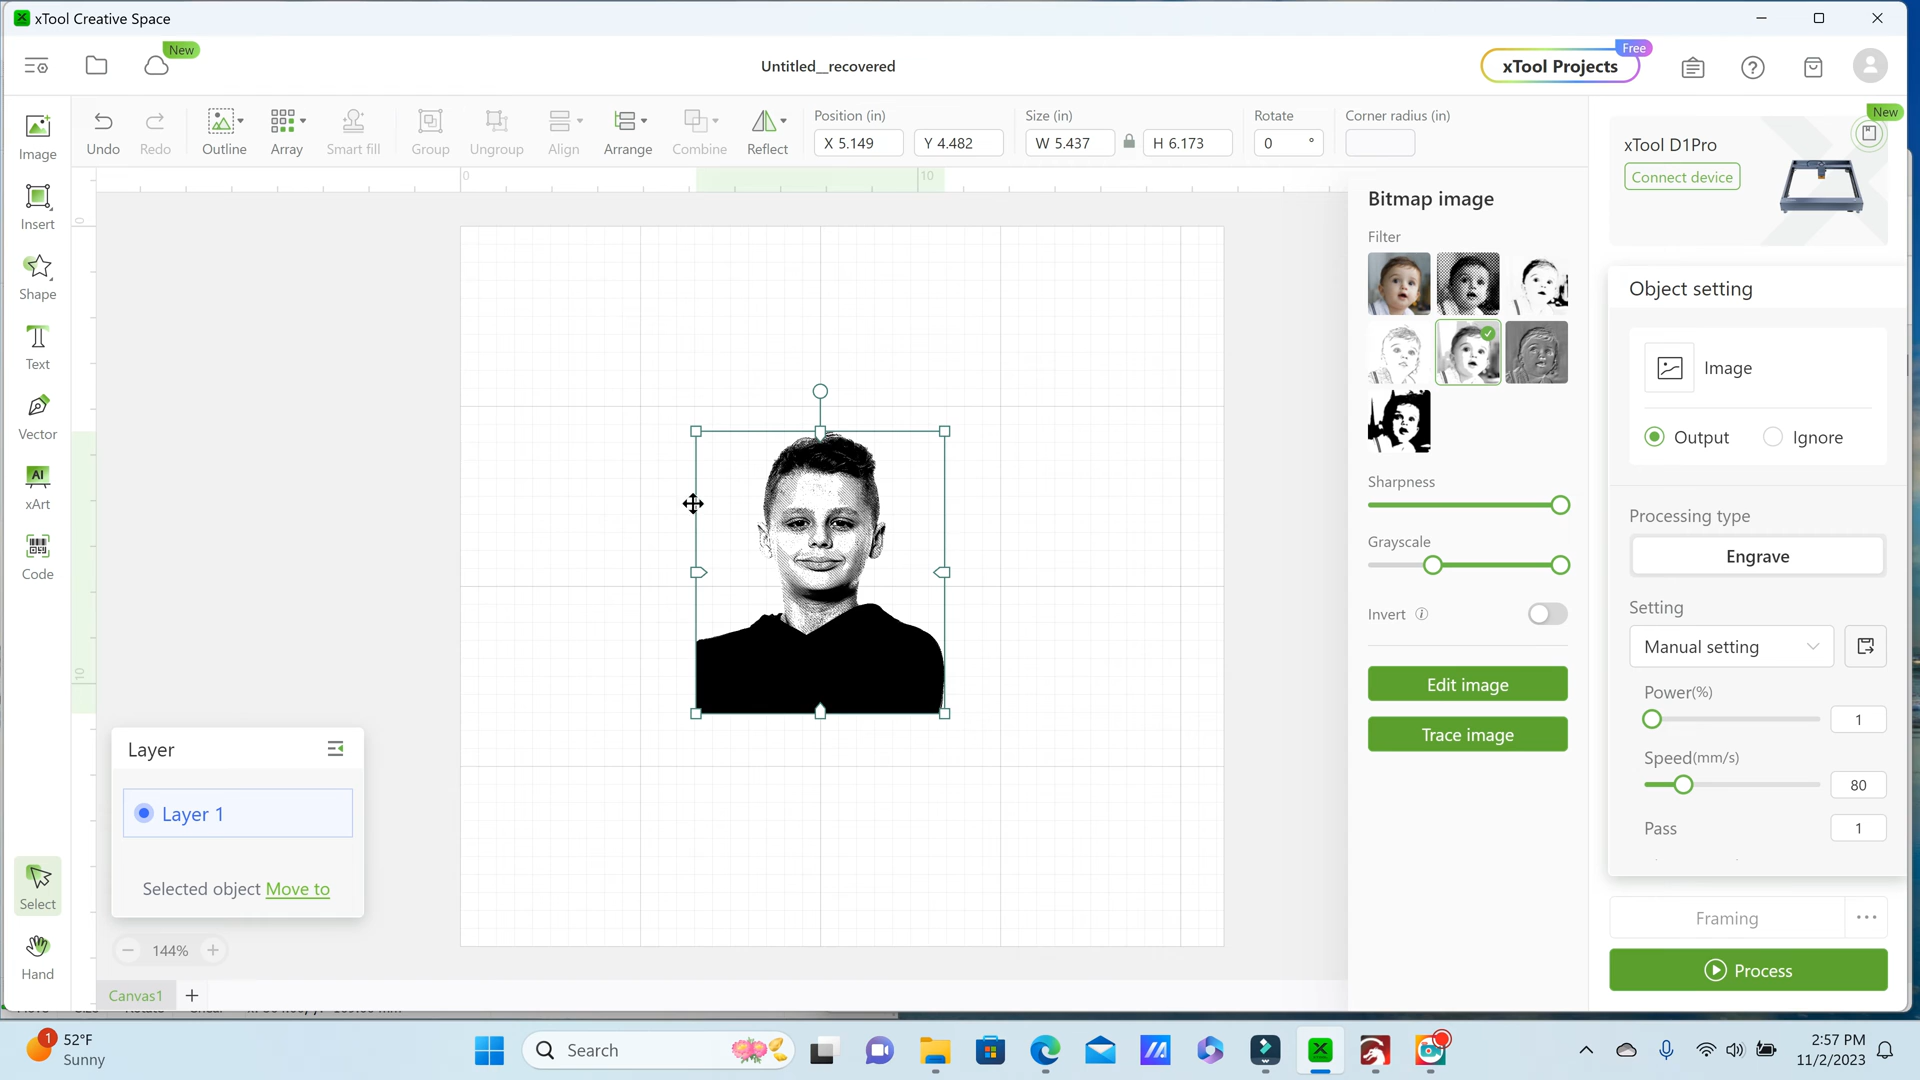 xTool Creative Space
New
Untitled_recovered
Free
xTool Projects
Image
Insert
Shape
Text
Vector
AI
xArt
Code
Select
Hand
Undo
Redo
Outline
Array
Smart fill
Group
Ungroup
Align
Arrange
Combine
Reflect
Position (in)
X 5.149
Y 4.482
Size (in)
W 5.437
H 6.173
Rotate
0 °
Corner radius (in)
0
10
0
10
Layer
Layer 1
Selected object Move to
144%
Canvas1
Bitmap image
Filter
Sharpness
Grayscale
Invert
Edit image
Trace image
New
xTool D1Pro
Connect device
Object setting
Image
Output
Ignore
Processing type
Engrave
Setting
Manual setting
Power(%)
1
Speed(mm/s)
80
Pass
1
Framing
Process
1
52°F
Sunny
Search
2:57 PM
11/2/2023